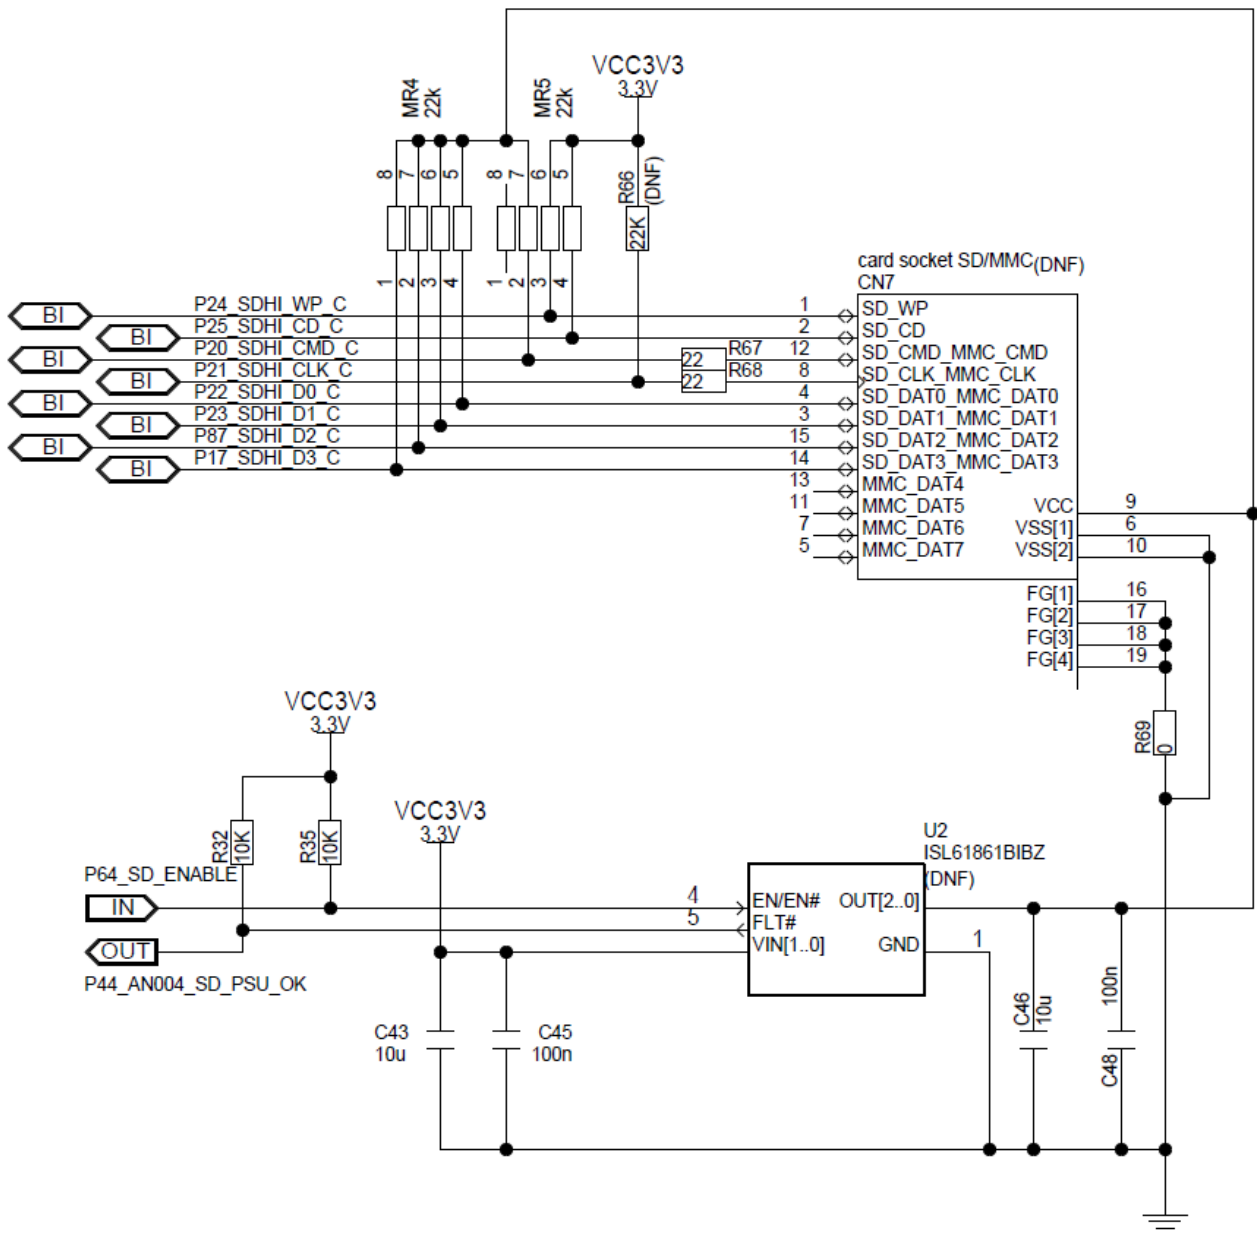 VCC3V3
3.3V
MR4
22k
MR5
22k
8
7
6
5
8
7
6
5
R66
(DNF)
22K
1
2
3
4
1
2
3
4
card socket SD/MMC(DNF)
CN7
BI P24_SDHI_WP_C 1 SD_WP
BI P25_SDHI_CD_C 2 SD_CD
BI P20_SDHI_CMD_C 22 R67 12 SD_CMD_MMC_CMD
BI P21_SDHI_CLK_C 22 R68 8 SD_CLK_MMC_CLK
BI P22_SDHI_D0_C 4 SD_DAT0_MMC_DAT0
BI P23_SDHI_D1_C 3 SD_DAT1_MMC_DAT1
BI P87_SDHI_D2_C 15 SD_DAT2_MMC_DAT2
BI P17_SDHI_D3_C 14 SD_DAT3_MMC_DAT3
13 MMC_DAT4
11 MMC_DAT5 VCC 9
7 MMC_DAT6 VSS[1] 6
5 MMC_DAT7 VSS[2] 10
FG[1] 16
FG[2] 17
FG[3] 18
FG[4] 19
R69
0
VCC3V3
3.3V
VCC3V3
3.3V
R32
10K
R35
10K
U2
ISL61861BIBZ
(DNF)
P64_SD_ENABLE
IN 4 EN/EN# OUT[2..0]
5 FLT#
OUT VIN[1..0] GND 1
P44_AN004_SD_PSU_OK
C43
10u
C45
100n
C46
10u
100n
C48